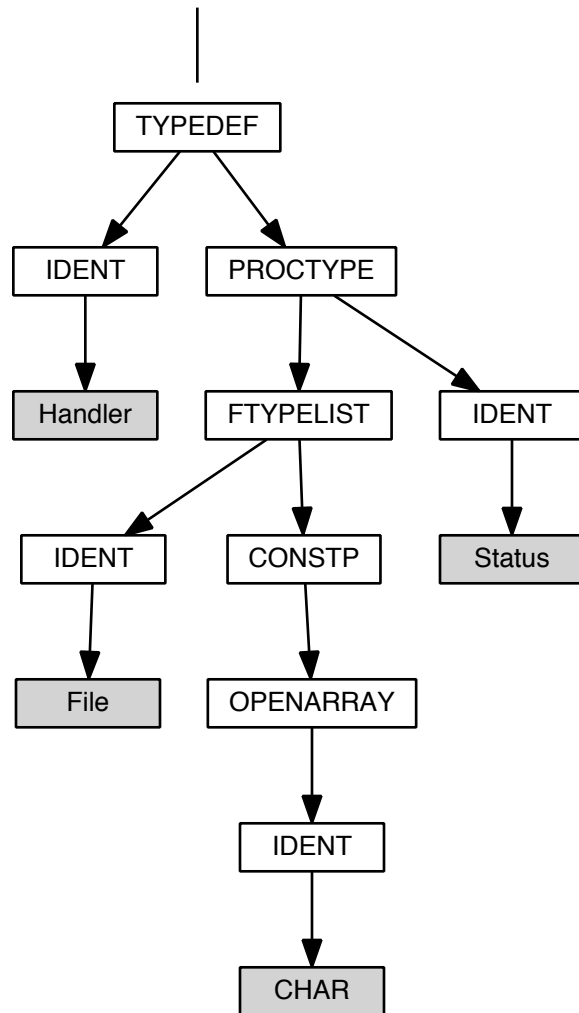 TYPEDEF
IDENT
PROCTYPE
Handler
FTYPELIST
IDENT
IDENT
CONSTP
Status
File
OPENARRAY
IDENT
CHAR